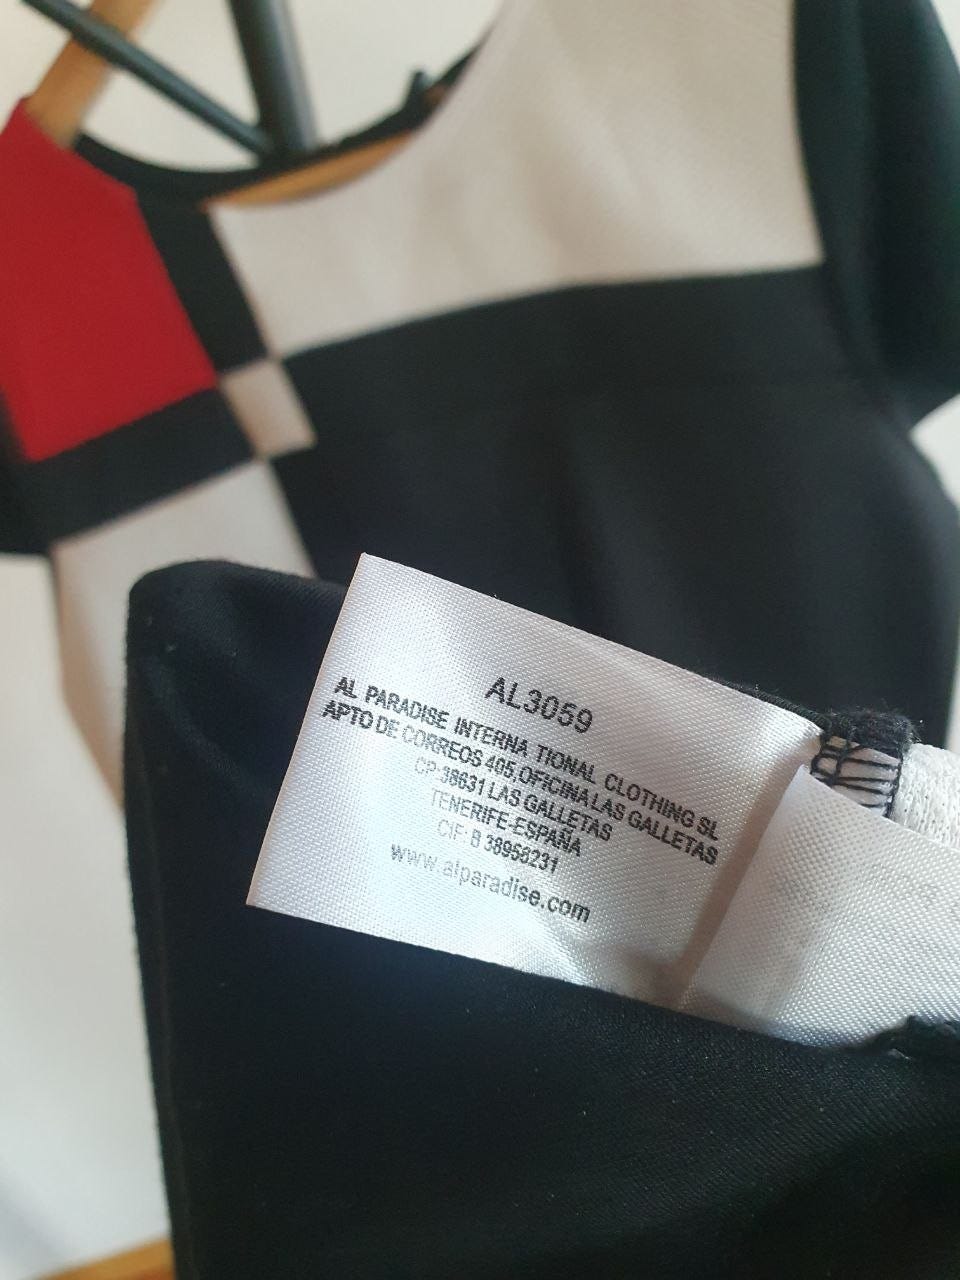 AL3059
AL PARADISE INTERNA TIONAL CLOTHING SL
APTO DE CORREOS 405, OFICINA LAS GALLETAS
CP-38631 LAS GALLETAS
TENERIFE-ESPAÑA
CIF: B 38958231
www.alparadise.com